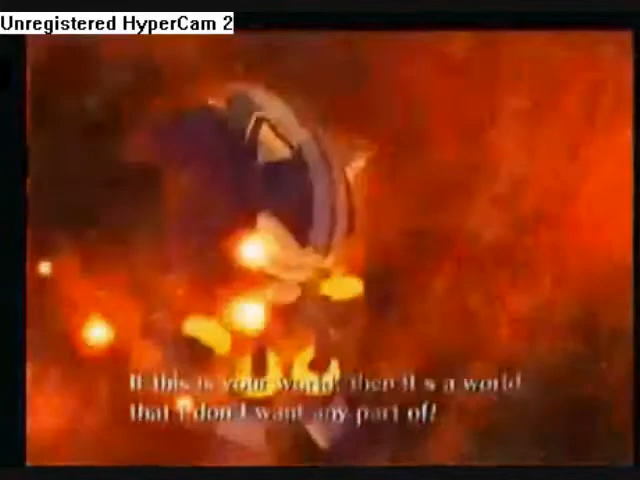 Unregistered HyperCam 2
If this is your world, then it's a world
that I don't want any part of!